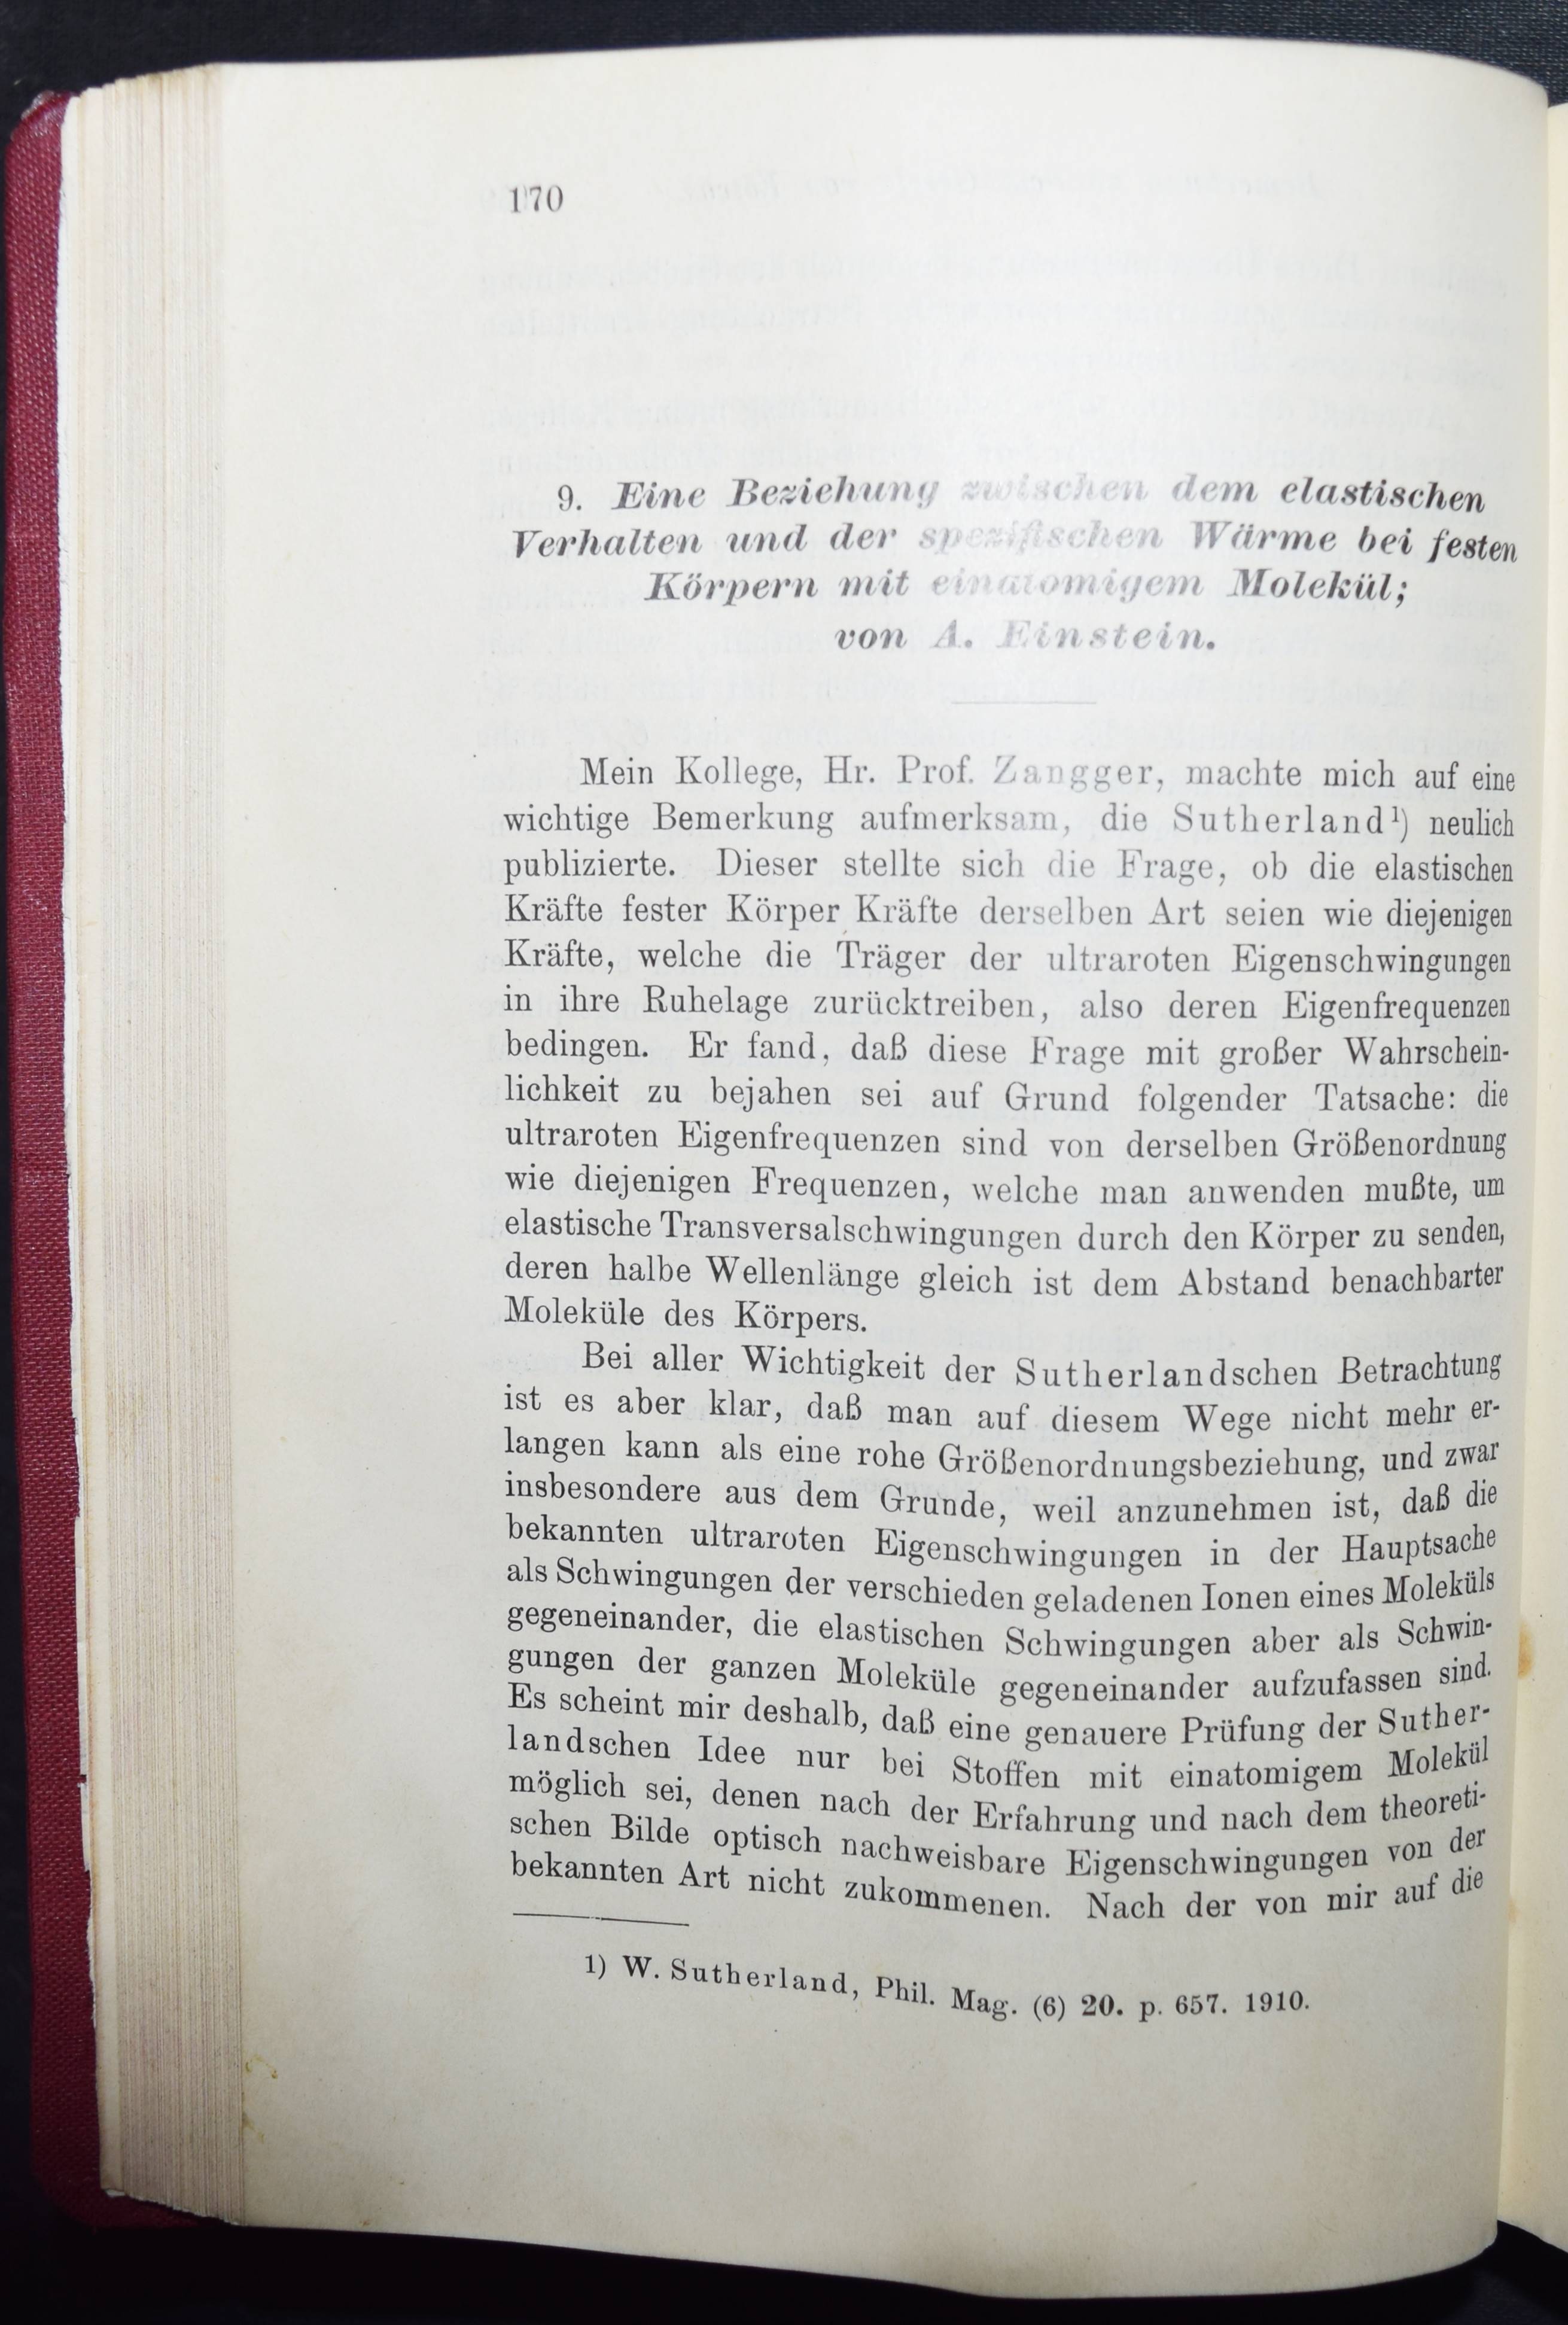 170
9. Eine Beziehung zwischen dem elastischen
Verhalten und der spezifischen Wärme bei festen
Körpern mit einatomigem Molekül;
von A. Einstein.
Mein Kollege, Hr. Prof. Zangger, machte mich auf eine
wichtige Bemerkung aufmerksam, die Sutherland¹) neulich
publizierte. Dieser stellte sich die Frage, ob die elastischen
Kräfte fester Körper Kräfte derselben Art seien wie diejenigen
Kräfte, welche die Träger der ultraroten Eigenschwingungen
in ihre Ruhelage zurücktreiben, also deren Eigenfrequenzen
bedingen. Er fand, daß diese Frage mit großer Wahrschein-
lichkeit zu bejahen sei auf Grund folgender Tatsache: die
ultraroten Eigenfrequenzen sind von derselben Größenordnung
wie diejenigen Frequenzen, welche man anwenden mußte, um
elastische Transversalschwingungen durch den Körper zu senden,
deren halbe Wellenlänge gleich ist dem Abstand benachbarter
Moleküle des Körpers.
Bei aller Wichtigkeit der Sutherlandschen Betrachtung
ist es aber klar, daß man auf diesem Wege nicht mehr er-
langen kann als eine rohe Größenordnungsbeziehung, und zwar
insbesondere aus dem Grunde, weil anzunehmen ist, daß die
bekannten ultraroten Eigenschwingungen in der Hauptsache
als Schwingungen der verschieden geladenen Ionen eines Moleküls
gegeneinander, die elastischen Schwingungen aber als Schwin-
gungen der ganzen Moleküle gegeneinander aufzufassen sind.
Es scheint mir deshalb, daß eine genauere Prüfung der Suther-
landschen Idee nur bei Stoffen mit einatomigem Molekül
möglich sei, denen nach der Erfahrung und nach dem theoreti-
schen Bilde optisch nachweisbare Eigenschwingungen von der
bekannten Art nicht zukommenen. Nach der von mir auf die
1) W. Sutherland, Phil. Mag. (6) 20. p. 657. 1910.